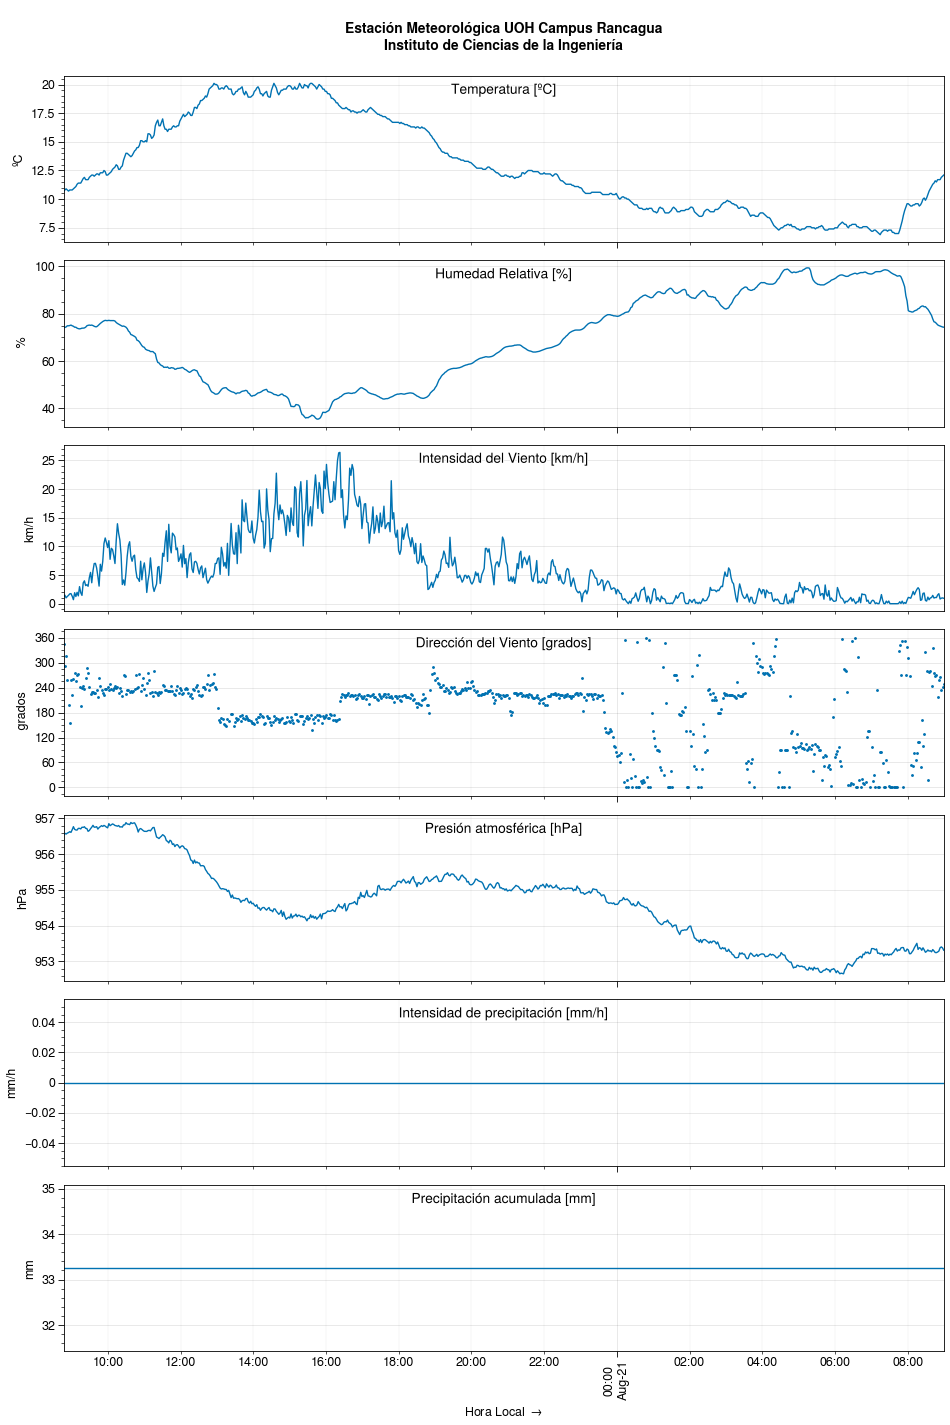 Estación Meteorológica UOH Campus Rancagua
Instituto de Ciencias de la Ingeniería
Temperatura [ºC]
20
17.5
15
12.5
10
7.5
ºC
Humedad Relativa [%]
100
80
60
40
%
Intensidad del Viento [km/h]
25
20
15
10
5
0
km/h
Dirección del Viento [grados]
360
300
240
180
120
60
0
grados
Presión atmosférica [hPa]
957
956
955
954
953
hPa
Intensidad de precipitación [mm/h]
0.04
0.02
0
−0.02
−0.04
mm/h
Precipitación acumulada [mm]
35
34
33
32
mm
10:00 12:00 14:00 16:00 18:00 20:00 22:00 00:00 02:00 04:00 06:00 08:00
Aug-21
Hora Local →